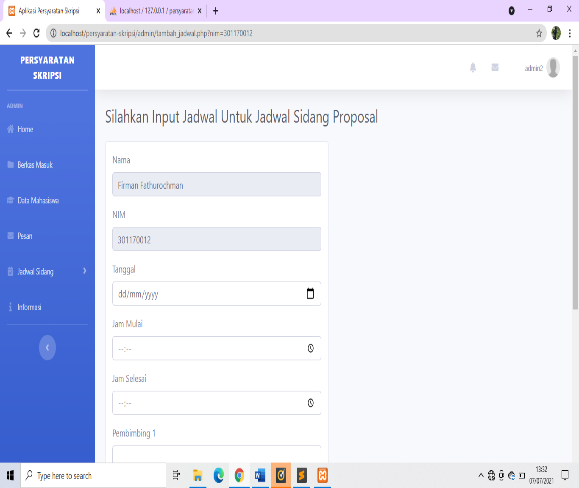 Aplikasi Persyaratan Skripsi
localhost / 127.0.0.1 / persyarata
localhost/persyaratan-skripsi/admin/tambah_jadwal.php?nim=301170012
PERSYARATAN
SKRIPSI
admin2
ADMIN
Home
Berkas Masuk
Data Mahasiswa
Pesan
Jadwal Sidang
Informasi
Silahkan Input Jadwal Untuk Jadwal Sidang Proposal
Nama
Firman Fathurochman
NIM
301170012
Tanggal
dd/mm/yyyy
Jam Mulai
--:--
Jam Selesai
--:--
Pembimbing 1
Type here to search
13:52
07/07/2021